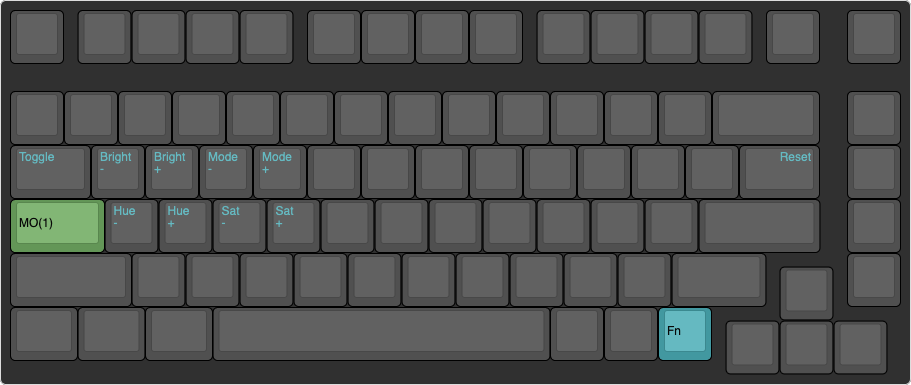 Toggle
Bright
-
Bright
+
Mode
-
Mode
+
Reset
MO(1)
Hue
-
Hue
+
Sat
-
Sat
+
Fn